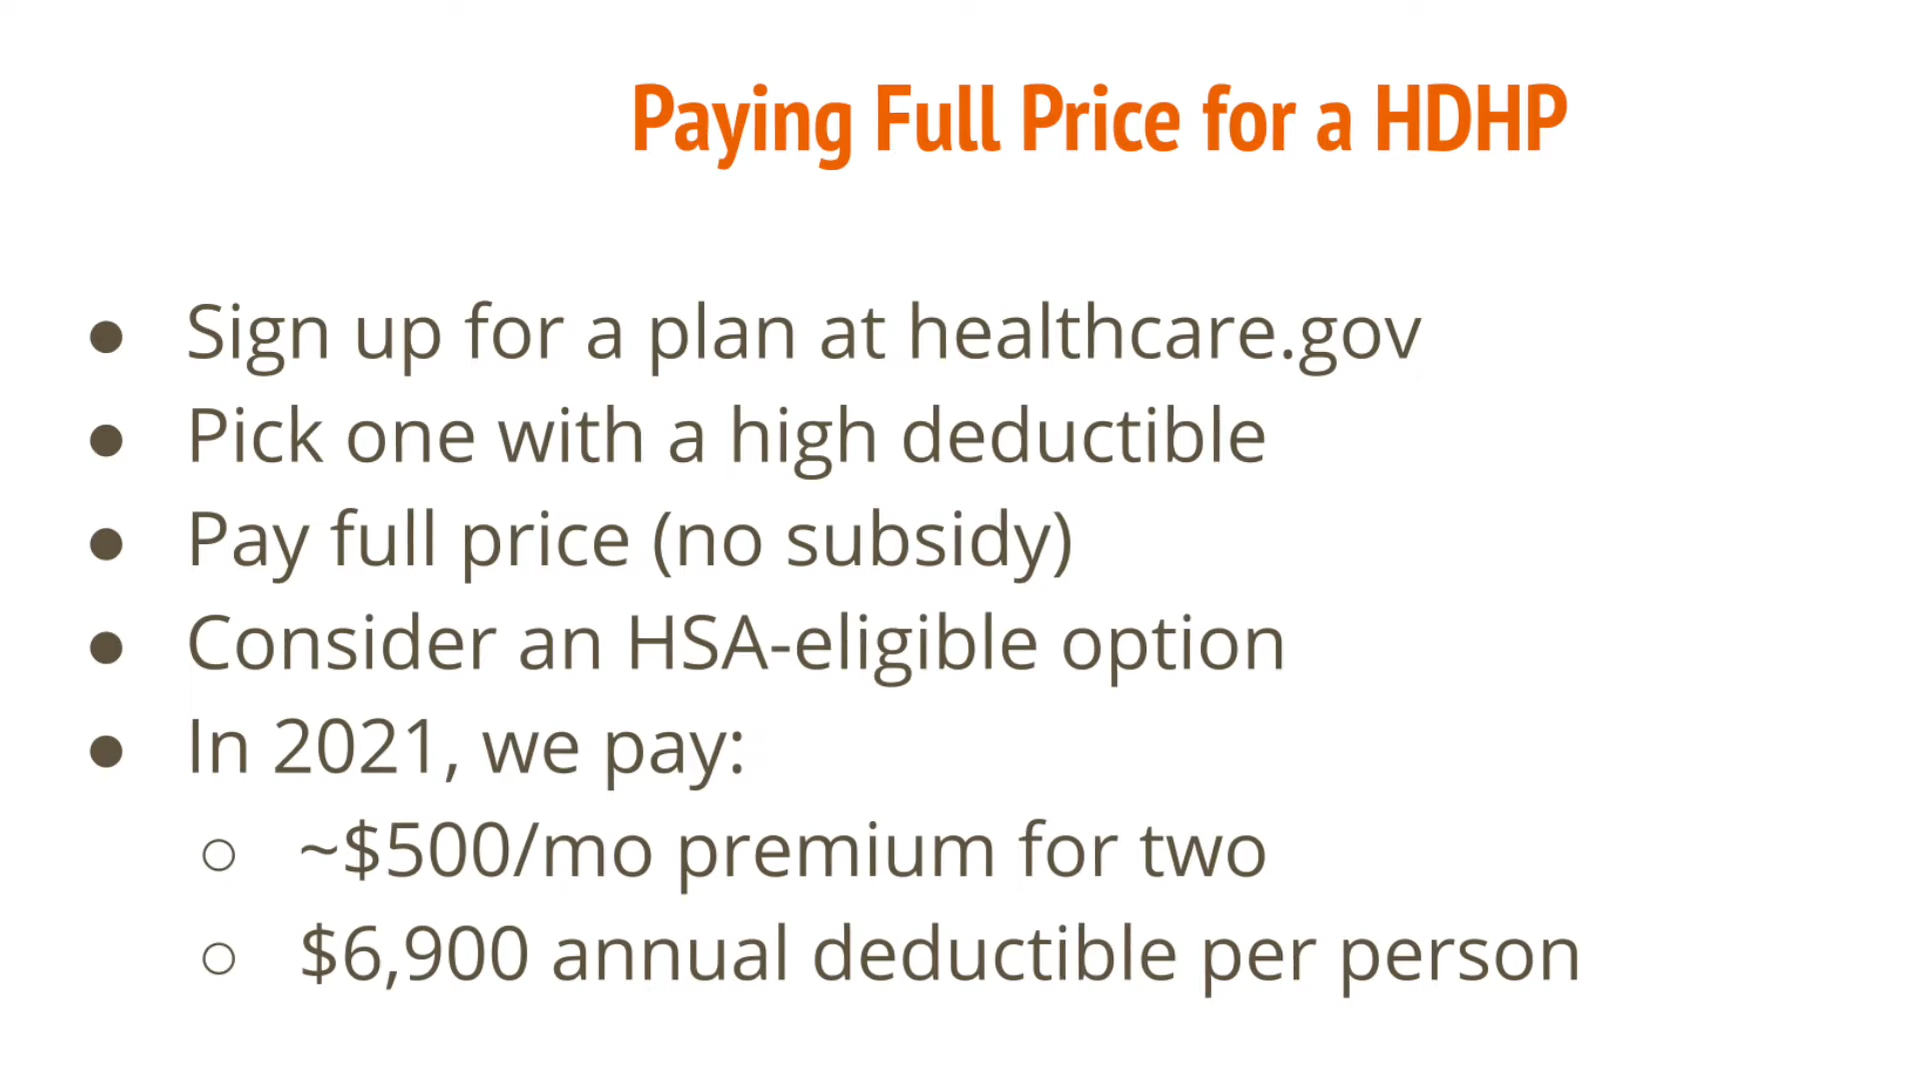 Paying Full Price for a HDHP
● Sign up for a plan at healthcare.gov
● Pick one with a high deductible
● Pay full price (no subsidy)
● Consider an HSA-eligible option
● In 2021, we pay:
○ ~$500/mo premium for two
○ $6,900 annual deductible per person